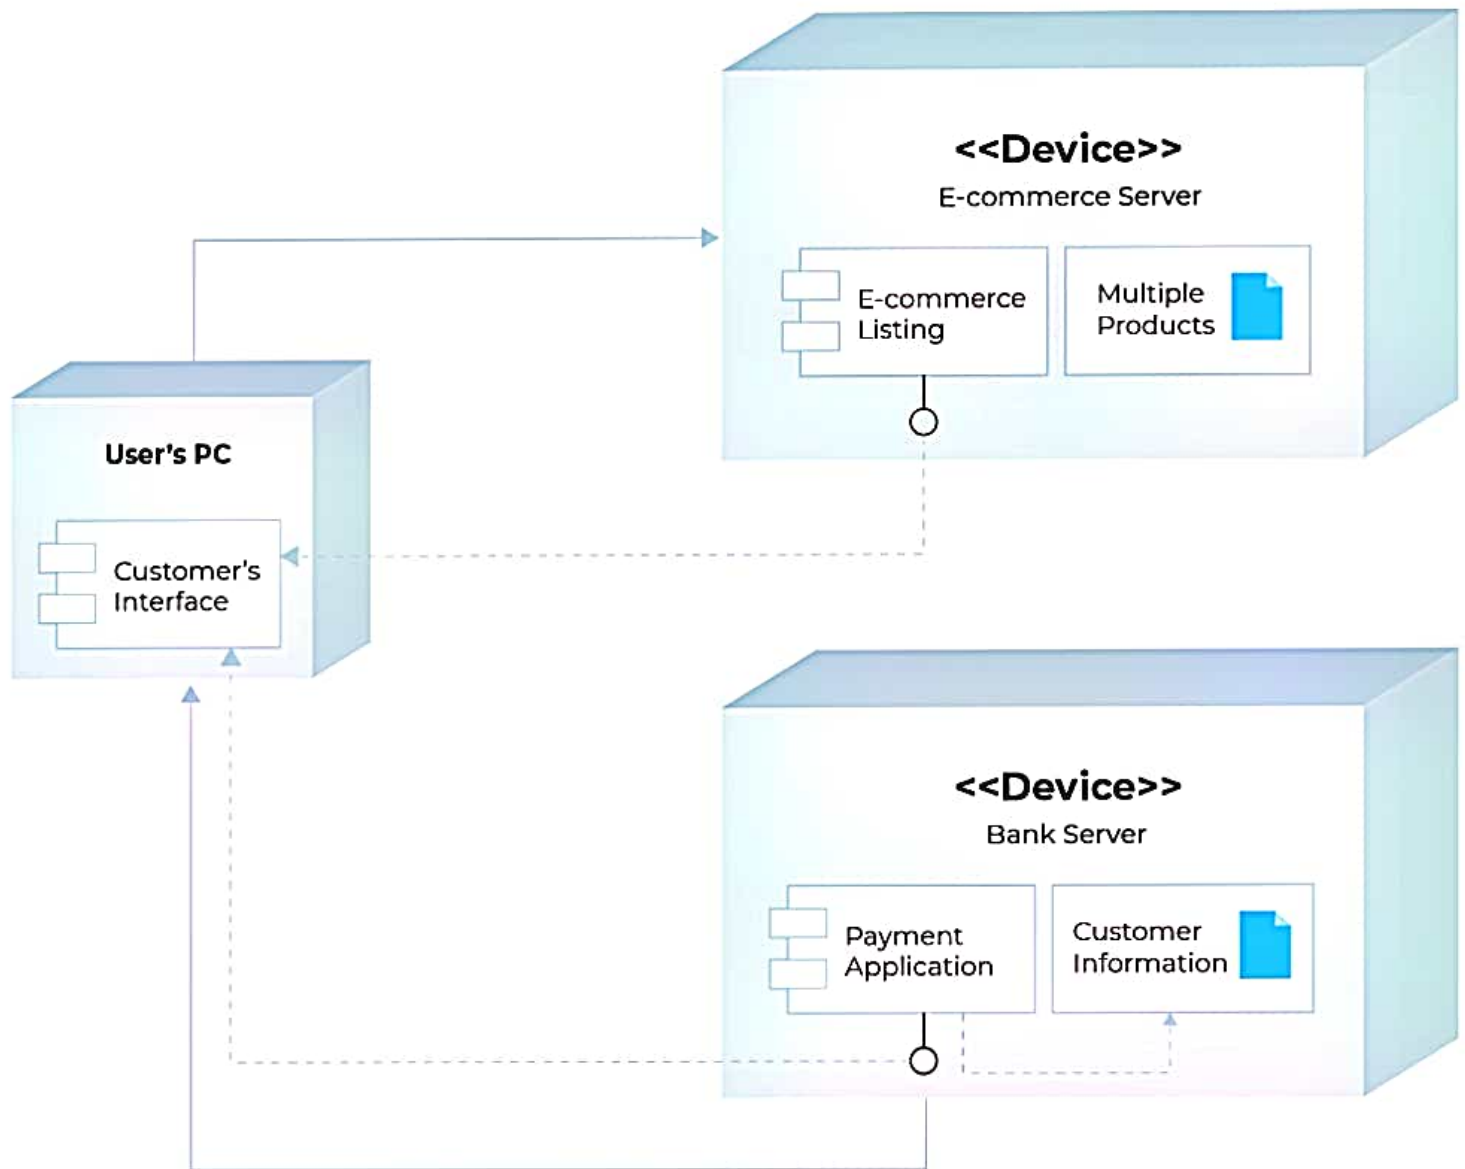 <<Device>>
E-commerce Server
E-commerce
Listing
Multiple
Products
User's PC
Customer's
Interface
<<Device>>
Bank Server
Payment
Application
Customer
Information